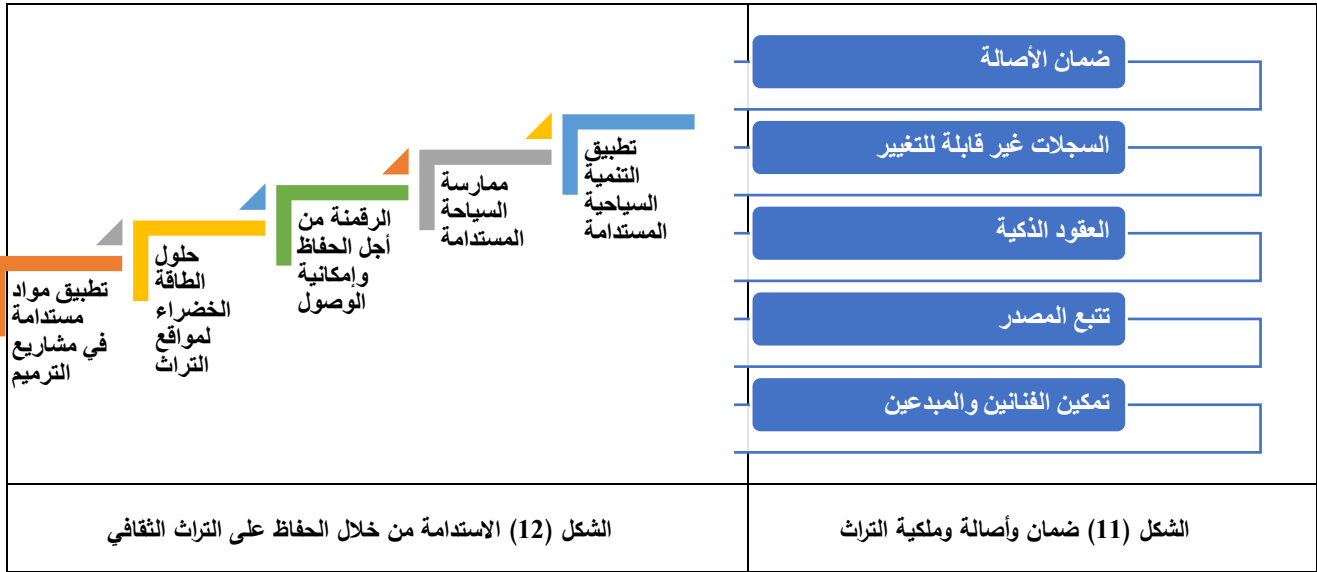 ضمان الأصالة
السجلات غير قابلة للتغيير
العقود الذكية
تتبع المصدر
تمكين الفنانين والمبدعين
الشكل (11) ضمان وأصالة وملكية التراث
تطبيق
التنمية
السياحية
المستدامة
ممارسة
السياحة
المستدامة
الرقمنة من
أجل الحفاظ
وإمكانية
الوصول
حلول
الطاقة
الخضراء
لمواقع
التراث
تطبيق مواد
مستدامة
في مشاريع
الترميم
الشكل (12) الاستدامة من خلال الحفاظ على التراث الثقافي